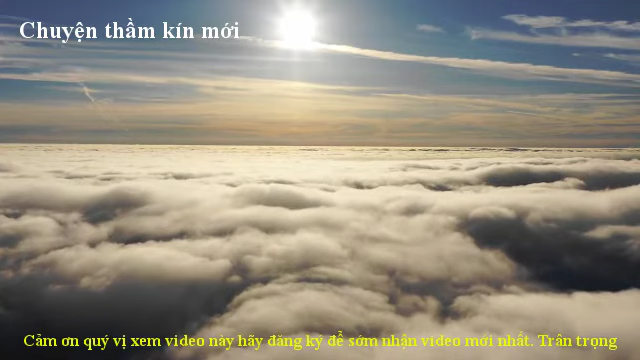 Chuyện thầm kín mới
Cảm ơn quý vị xem video này hãy đăng ký để sớm nhận video mới nhất. Trân trọng